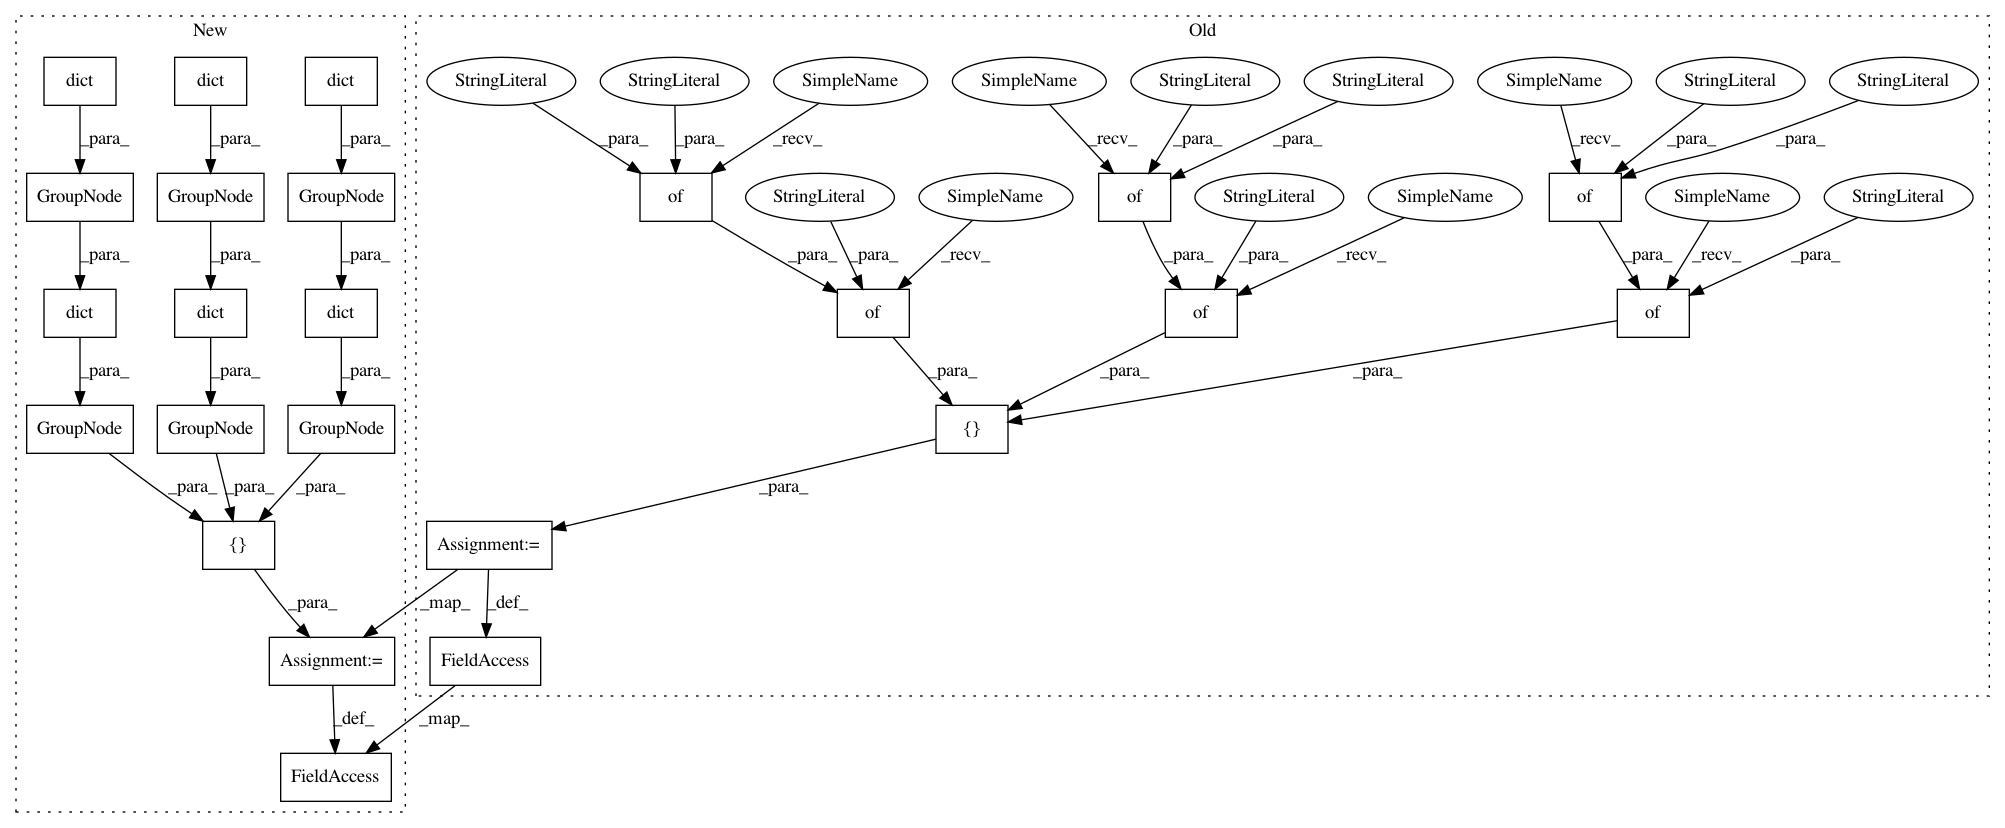 New
Old
dict
dict
dict
StringLiteral
StringLiteral
SimpleName
SimpleName
StringLiteral
StringLiteral
SimpleName
StringLiteral
StringLiteral
_para_
_para_
_para_
_para_
_para_
_recv_
_recv_
_para_
_para_
_recv_
_para_
_para_
GroupNode
GroupNode
GroupNode
of
StringLiteral
SimpleName
of
StringLiteral
SimpleName
of
SimpleName
StringLiteral
_para_
_para_
_para_
_para_
_para_
_recv_
_para_
_para_
_recv_
_para_
_recv_
_para_
dict
dict
dict
of
of
of
_para_
_para_
_para_
_para_
_para_
_para_
GroupNode
GroupNode
GroupNode
{}
_para_
_para_
_para_
_para_
{}
Assignment:=
_para_
_map_
_def_
Assignment:=
FieldAccess
_def_
_map_
FieldAccess